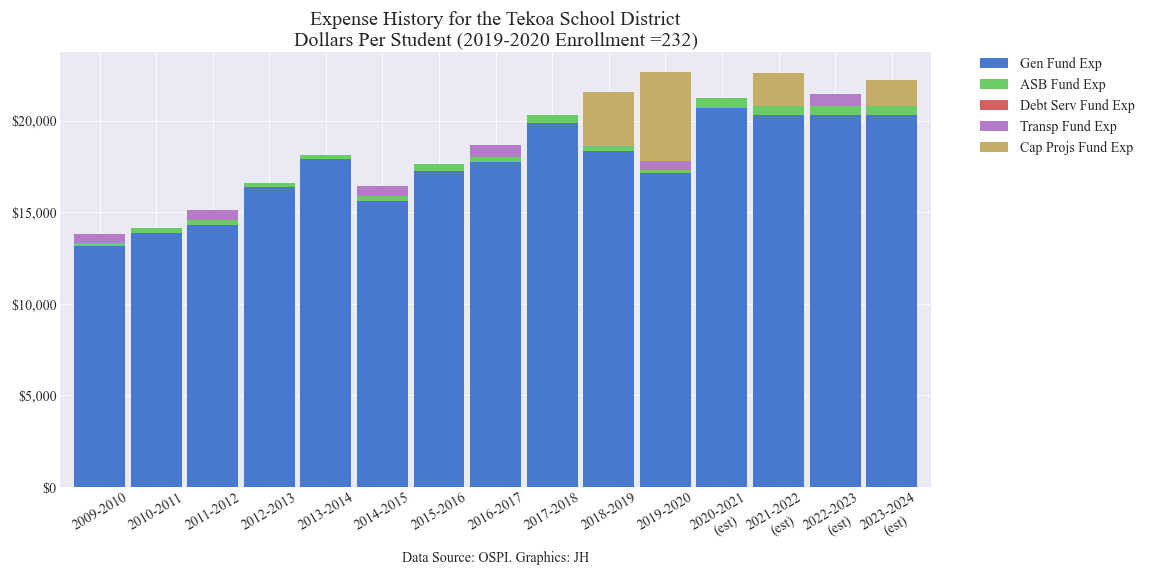 Expense History for the Tekoa School District
Dollars Per Student (2019-2020 Enrollment =232)
Gen Fund Exp
ASB Fund Exp
Debt Serv Fund Exp
Transp Fund Exp
Cap Projs Fund Exp
$20,000
$15,000
$10,000
$5,000
$0
2009-2010
2010-2011
2011-2012
2012-2013
2013-2014
2014-2015
2015-2016
2016-2017
2017-2018
2018-2019
2019-2020
2020-2021
(est)
2021-2022
(est)
2022-2023
(est)
2023-2024
(est)
Data Source: OSPI. Graphics: JH